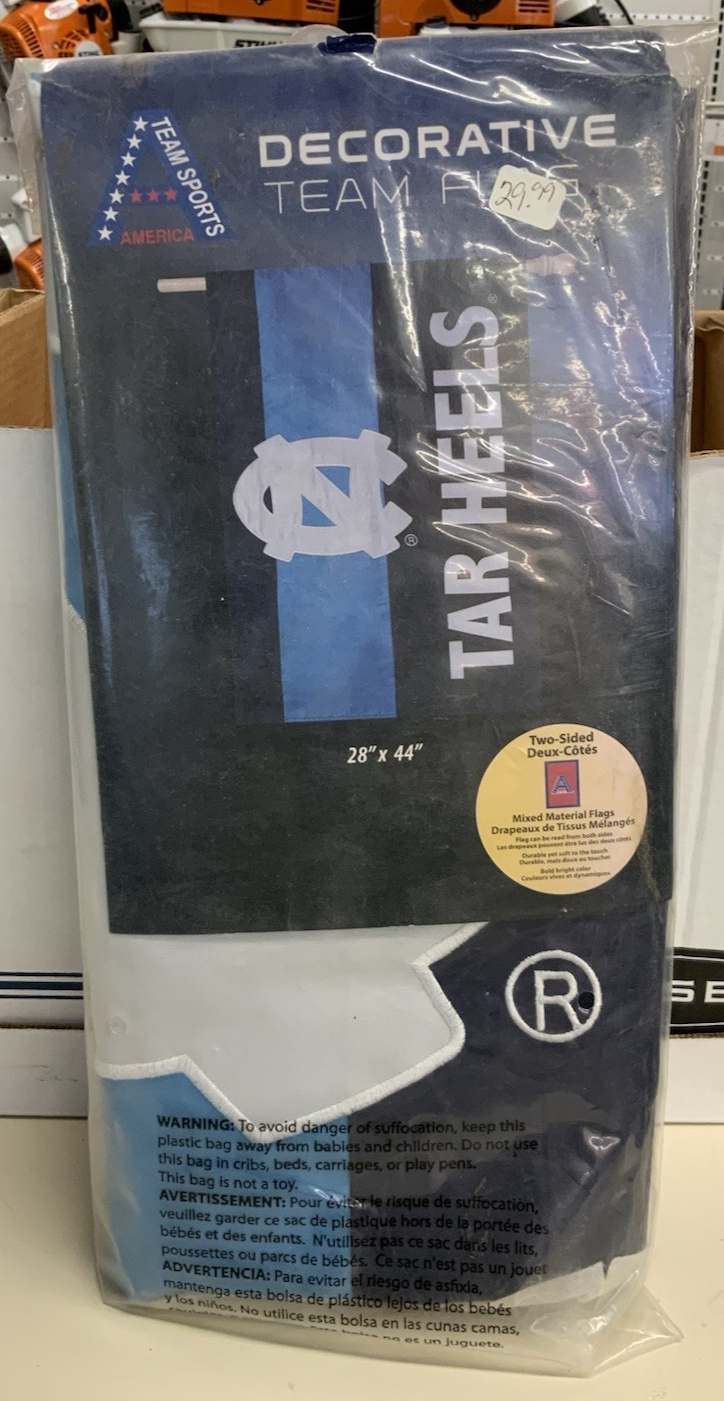 STIHL
TEAM SPORTS
AMERICA
DECORATIVE
TEAM
29.99
TAR HEELS®
NC
®
28" x 44"
Two-Sided
Deux-Côtés
A
Mixed Material Flags
Drapeaux de Tissus Mélangés
Flag can be read from both sides
Les drapeaux peuvent être lus des deux côtés
Durable yet soft to the touch
Durable, mais doux au toucher
Bold bright color
Couleurs vives et dynamiques
®
SE
WARNING: To avoid danger of suffocation, keep this
plastic bag away from babies and children. Do not use
this bag in cribs, beds, carriages, or play pens.
This bag is not a toy.
AVERTISSEMENT: Pour éviter le risque de suffocation,
veuillez garder ce sac de plastique hors de la portée des
bébés et des enfants. N'utilisez pas ce sac dans les lits,
poussettes ou parcs de bébés. Ce sac n'est pas un jouet
ADVERTENCIA: Para evitar el riesgo de asfixia,
mantenga esta bolsa de plástico lejos de los bebés
y los niños. No utilice esta bolsa en las cunas camas,
bolsa no es un juguete.